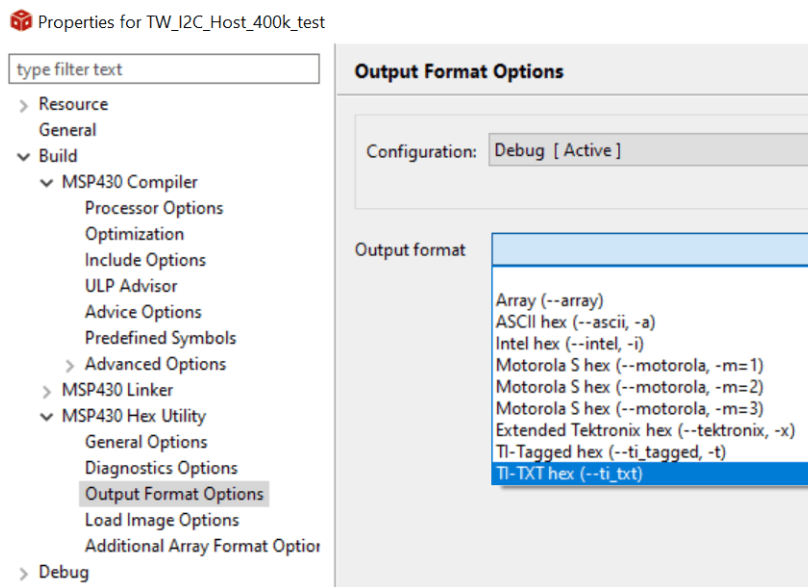 Properties for TW_I2C_Host_400k_test
type filter text
Resource
General
Build
MSP430 Compiler
Processor Options
Optimization
Include Options
ULP Advisor
Advice Options
Predefined Symbols
Advanced Options
MSP430 Linker
MSP430 Hex Utility
General Options
Diagnostics Options
Output Format Options
Load Image Options
Additional Array Format Option
Debug
Output Format Options
Configuration: Debug [ Active ]
Output format
Array (--array)
ASCII hex (--ascii, -a)
Intel hex (--intel, -i)
Motorola S hex (--motorola, -m=1)
Motorola S hex (--motorola, -m=2)
Motorola S hex (--motorola, -m=3)
Extended Tektronix hex (--tektronix, -x)
TI-Tagged hex (--ti_tagged, -t)
TI-TXT hex (--ti_txt)